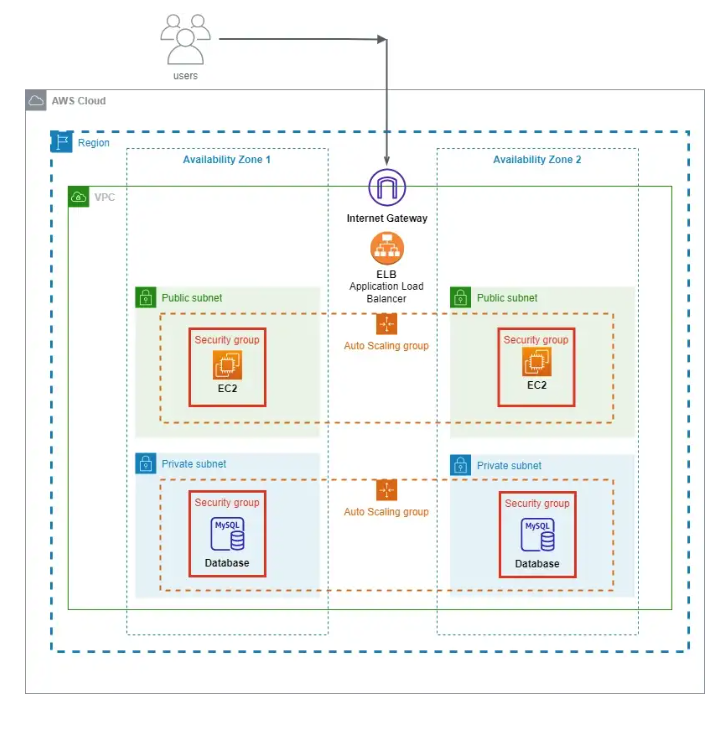 users
AWS Cloud
Region
Availability Zone 1
Availability Zone 2
VPC
Internet Gateway
ELB
Application Load
Balancer
Public subnet
Public subnet
Auto Scaling group
Security group
EC2
Security group
EC2
Private subnet
Private subnet
Auto Scaling group
Security group
MySQL
Database
Security group
MySQL
Database